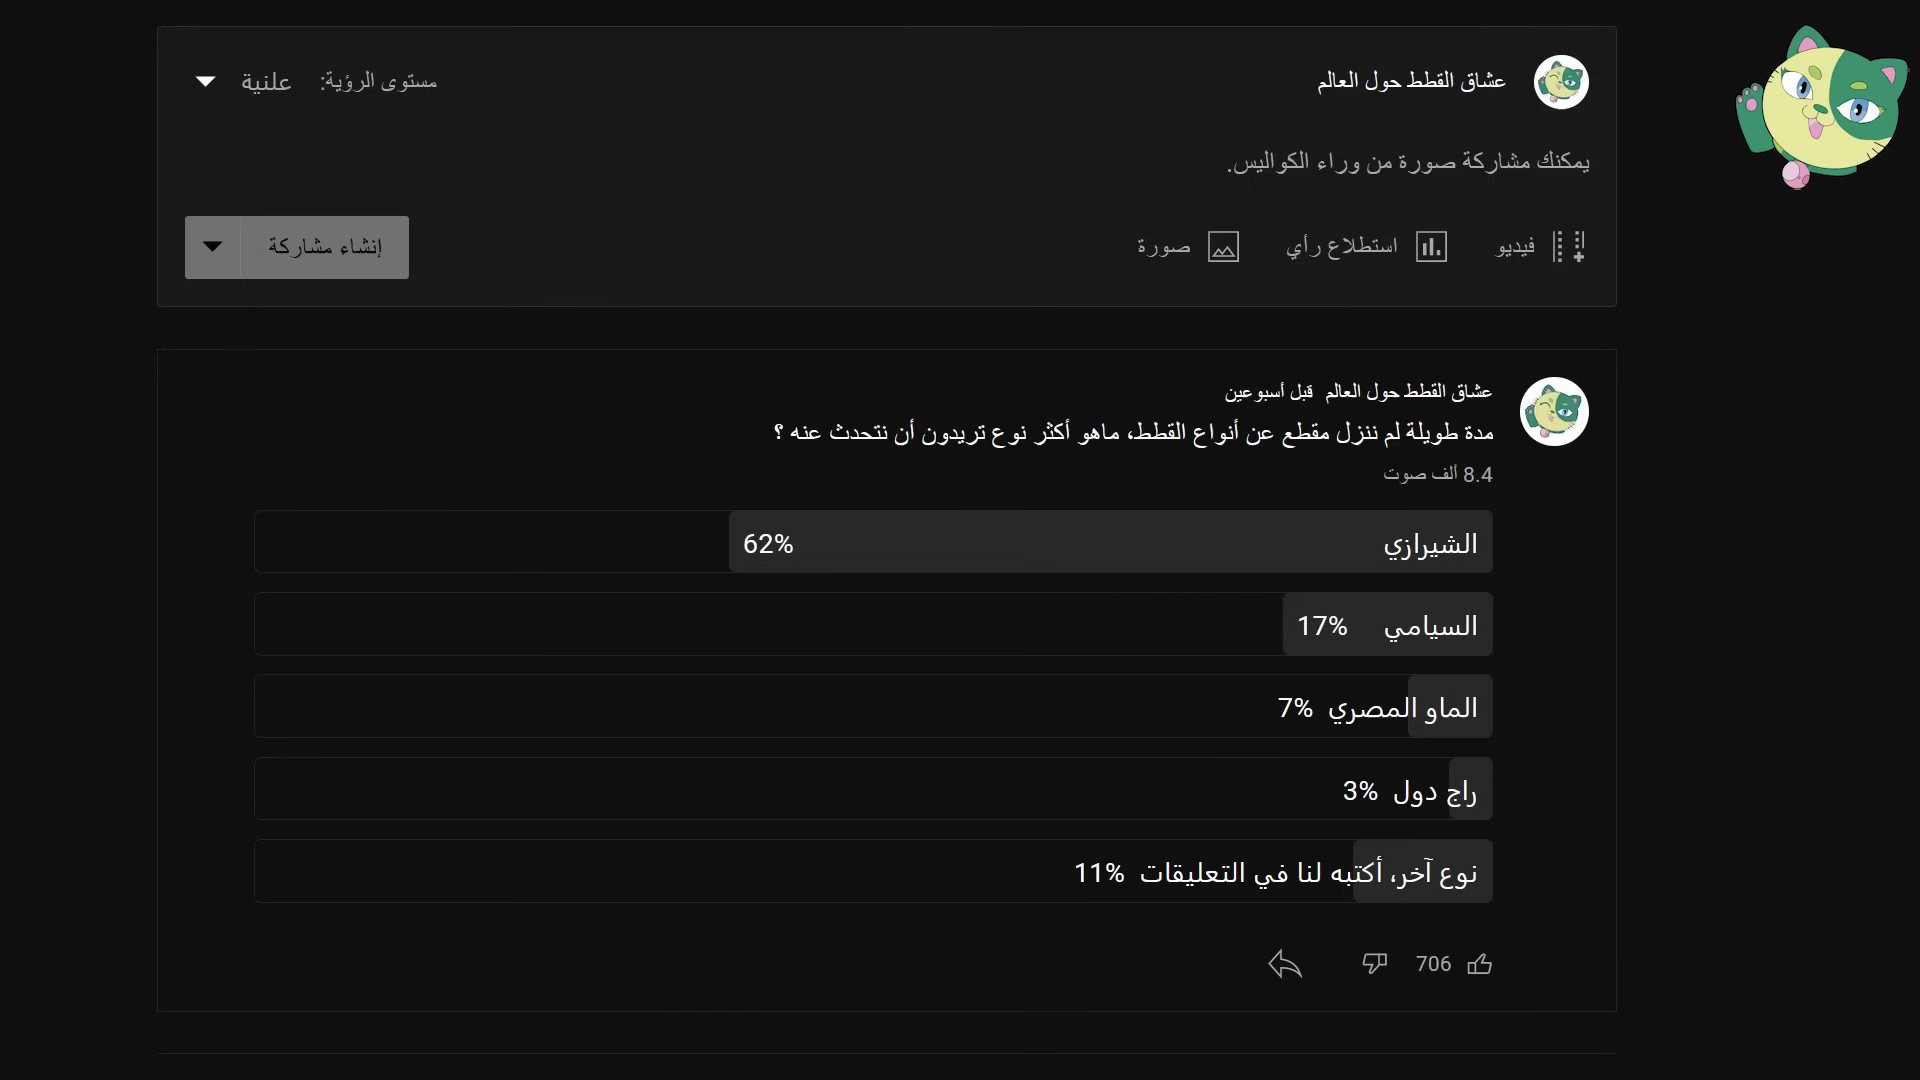 عشاق القطط حول العالم
مستوى الرؤية: علنية
يمكنك مشاركة صورة من وراء الكواليس.
فيديو
استطلاع رأي
صورة
إنشاء مشاركة
عشاق القطط حول العالم قبل أسبوعين
مدة طويلة لم ننزل مقطع عن أنواع القطط، ماهو أكثر نوع تريدون أن نتحدث عنه ؟
8.4 ألف صوت
الشيرازي 62%
السيامي 17%
الماو المصري 7%
راج دول 3%
نوع آخر، أكتبه لنا في التعليقات 11%
706